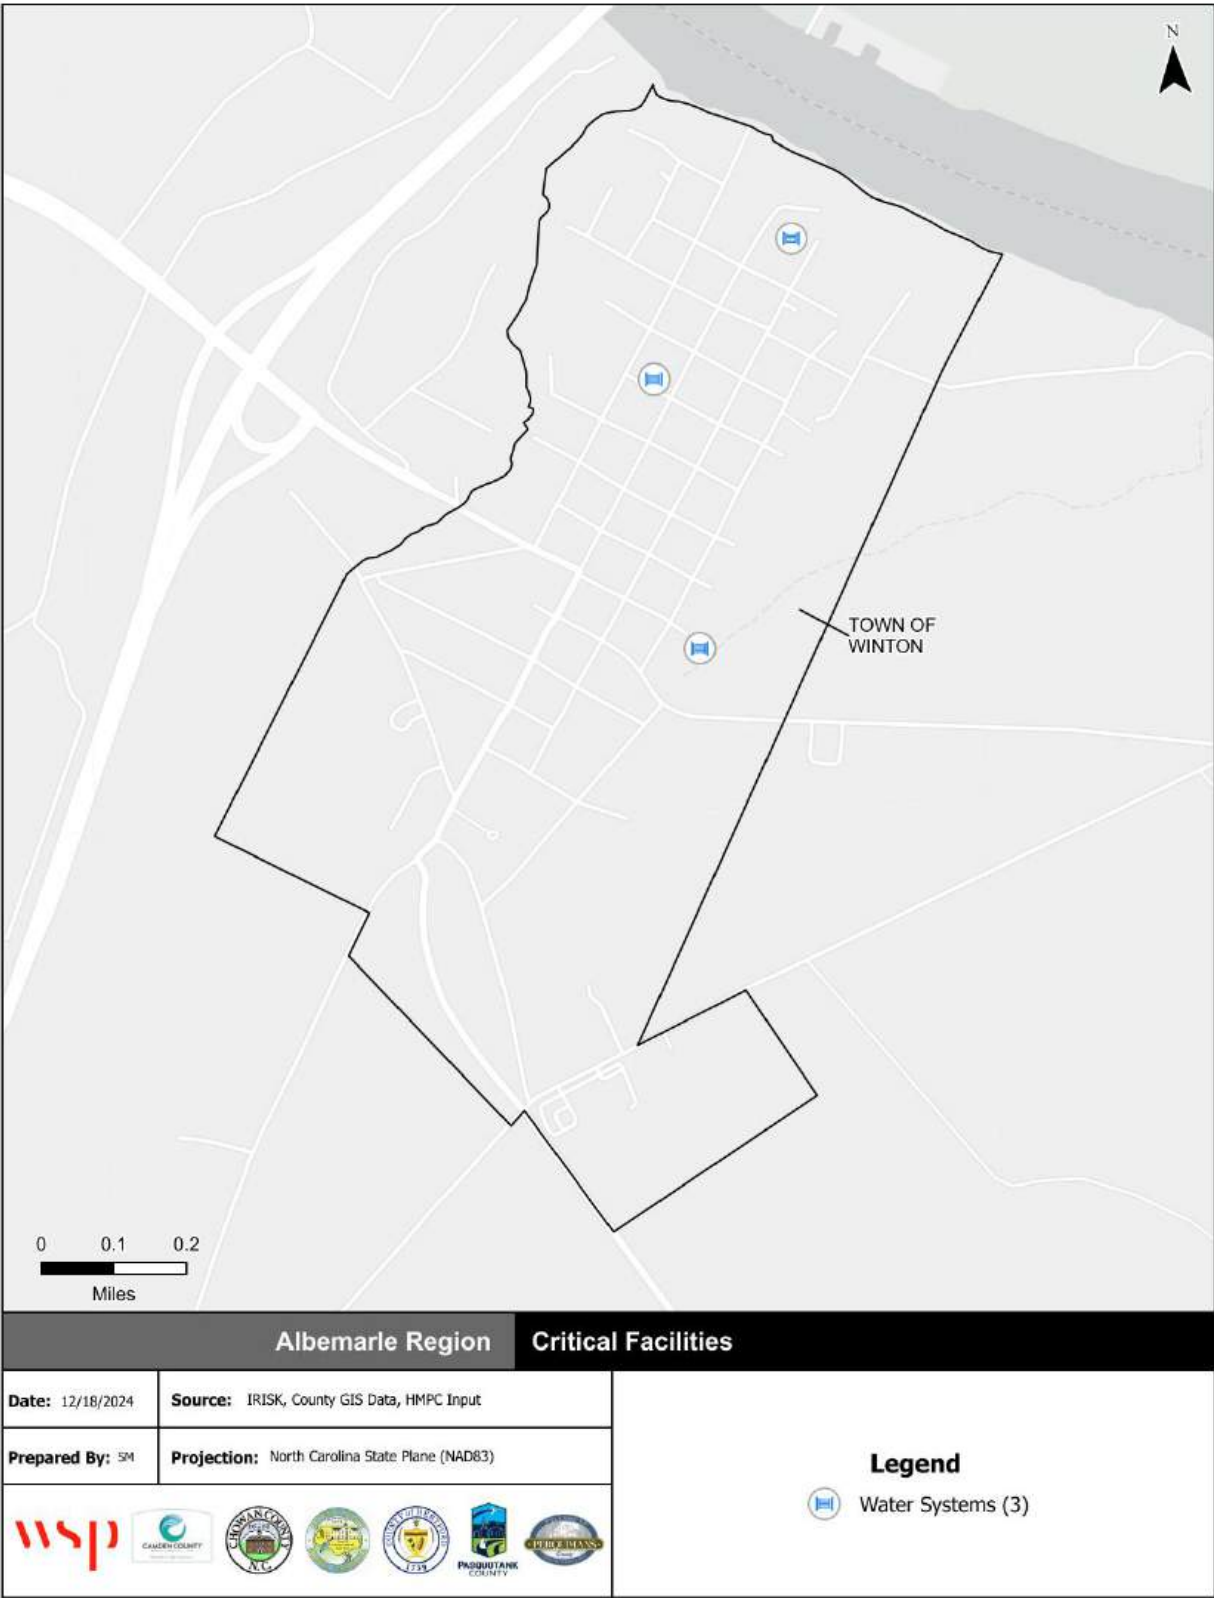 N
TOWN OF
WINTON
0 0.1 0.2
Miles
Albemarle Region Critical Facilities
Date: 12/18/2024 Source: IRISK, County GIS Data, HMPC Input
Prepared By: SM Projection: North Carolina State Plane (NAD83)
Legend
Water Systems (3)
wsp
CAMDEN COUNTY
CHOWAN COUNTY
N.C.
1759
PASQUOTANK
COUNTY
PERQUIMANS